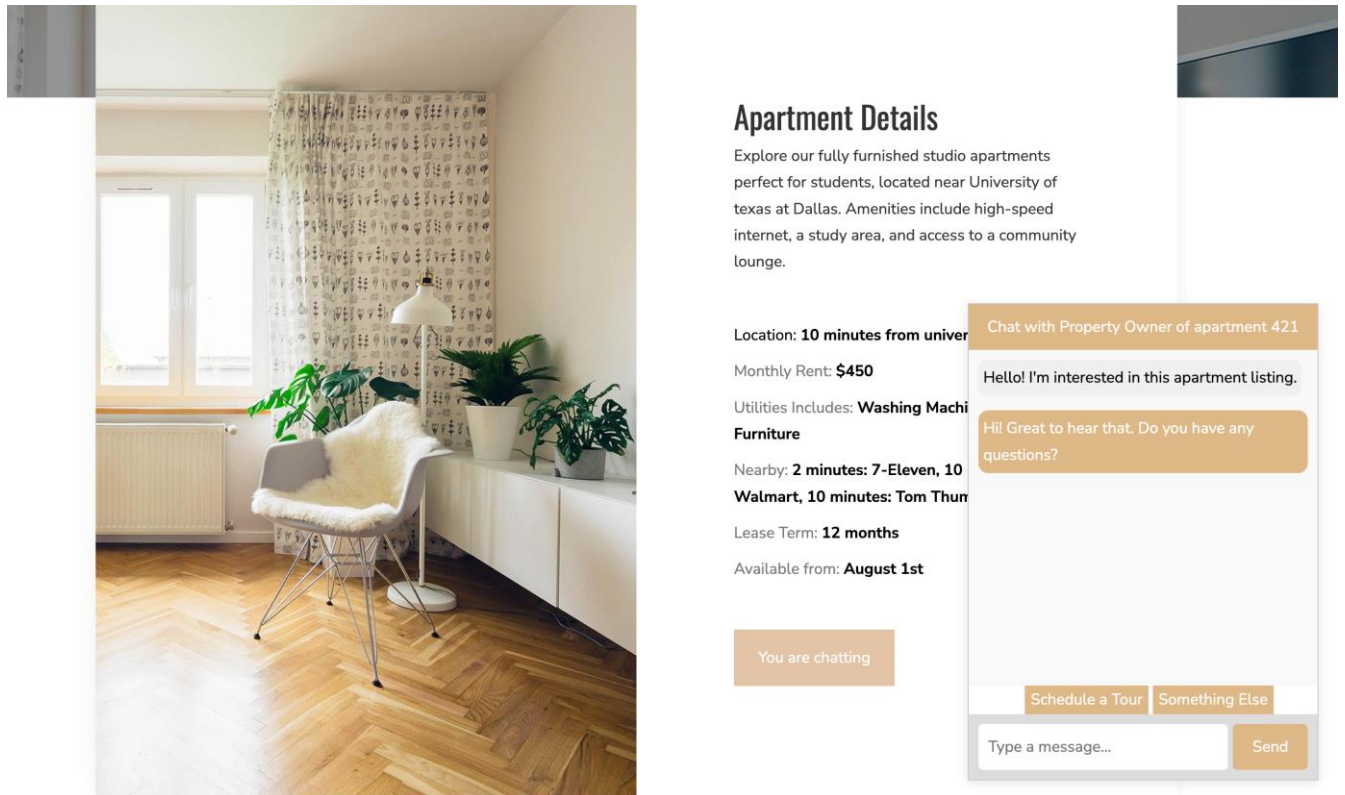 Apartment Details
Explore our fully furnished studio apartments
perfect for students, located near University of
texas at Dallas. Amenities include high-speed
internet, a study area, and access to a community
lounge.
Location: 10 minutes from
Monthly Rent: $450
Utilities Includes: Washing
Furniture
Nearby: 2 minutes: 7-Eleven, 10
Walmart, 10 minutes: Tom
Lease Term: 12 months
Available from: August 1st
You are chatting
Chat with Property Owner of apartment 421
Hello! I'm interested in this apartment listing.
Hi! Great to hear that. Do you have any
questions?
Schedule a Tour Something Else
Type a message...
Send